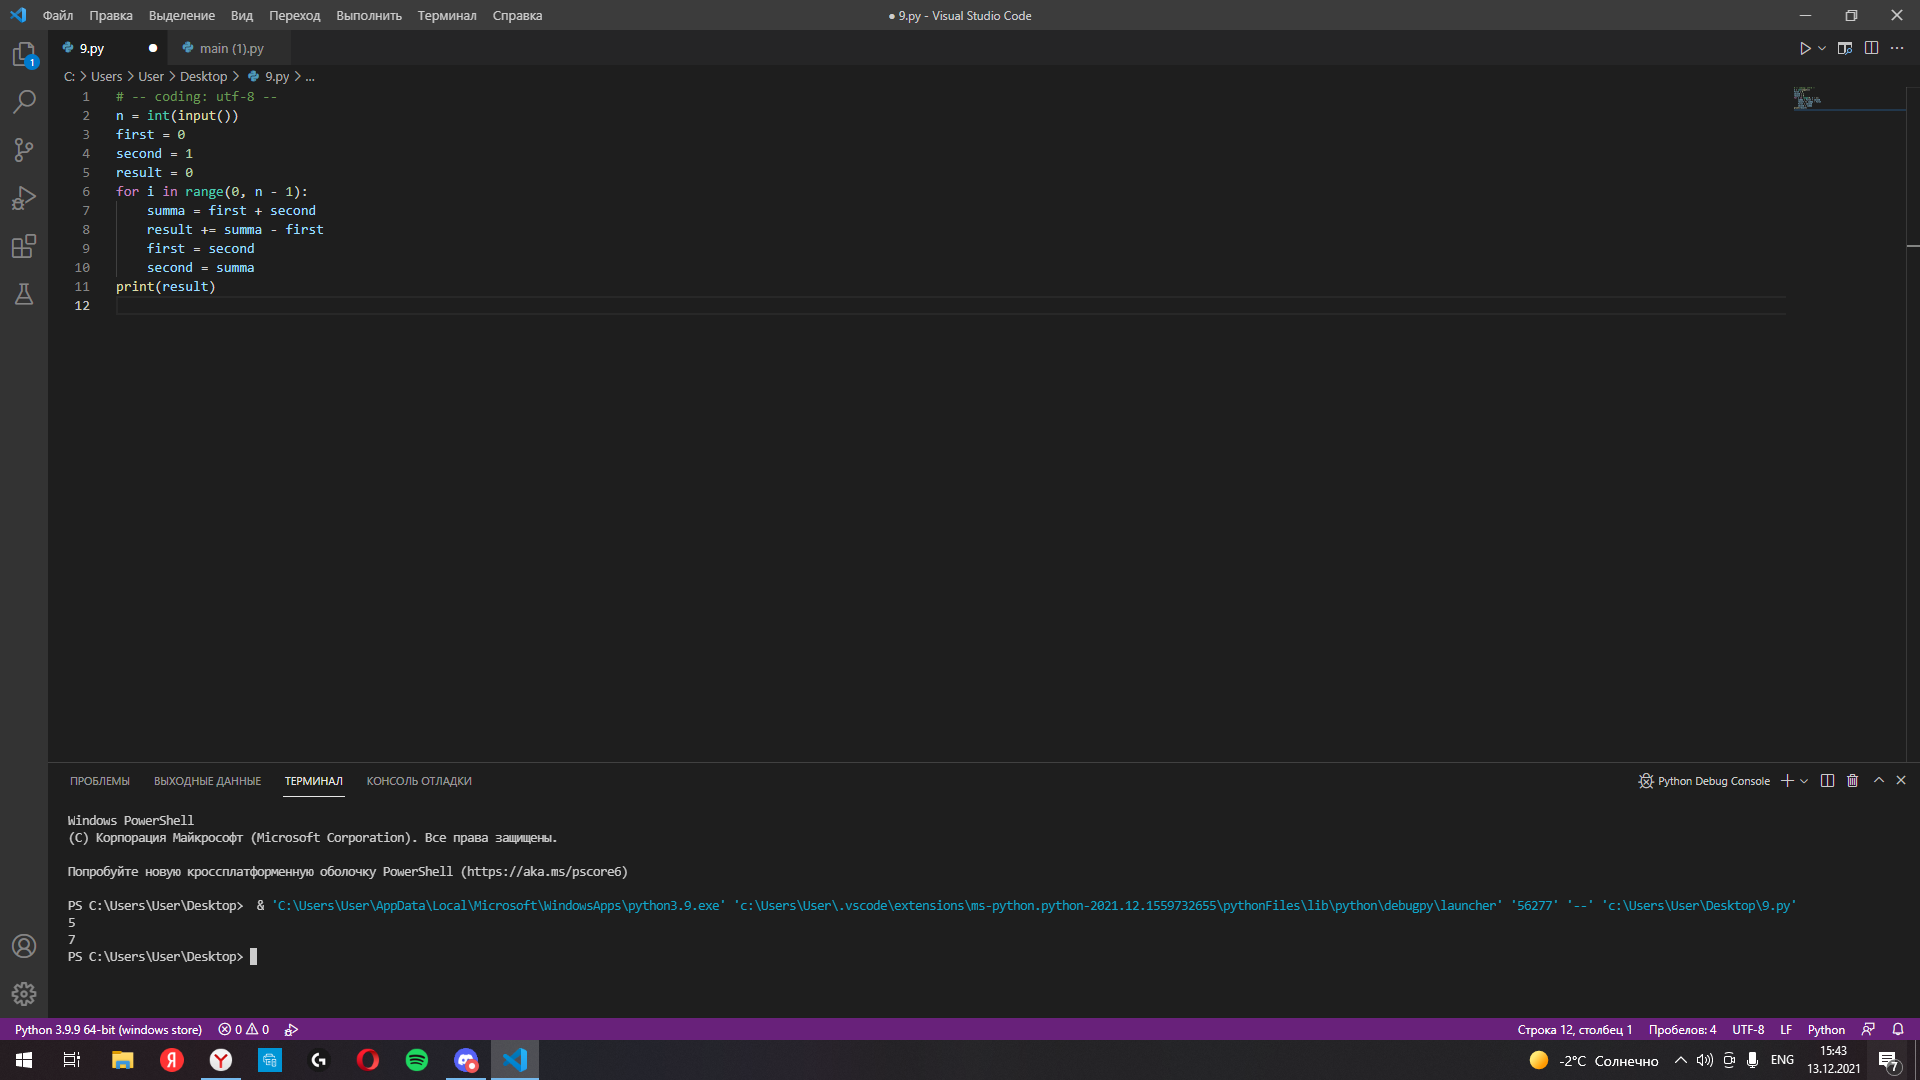 Файл Правка Выделение Вид Переход Выполнить Терминал Справка ● 9.py - Visual Studio Code
9.py ● main (1).py
C: > Users > User > Desktop > 9.py > ...
1 # -- coding: utf-8 --
2 n = int(input())
3 first = 0
4 second = 1
5 result = 0
6 for i in range(0, n - 1):
7 summa = first + second
8 result += summa - first
9 first = second
10 second = summa
11 print(result)
12
1
ПРОБЛЕМЫ ВЫХОДНЫЕ ДАННЫЕ ТЕРМИНАЛ КОНСОЛЬ ОТЛАДКИ Python Debug Console
Windows PowerShell
(C) Корпорация Майкрософт (Microsoft Corporation). Все права защищены.
Попробуйте новую кроссплатформенную оболочку PowerShell (https://aka.ms/pscore6)
PS C:\Users\User\Desktop>  & 'C:\Users\User\AppData\Local\Microsoft\WindowsApps\python3.9.exe' 'c:\Users\User\.vscode\extensions\ms-python.python-2021.12.1559732655\pythonFiles\lib\python\debugpy\launcher' '56277' '--' 'c:\Users\User\Desktop\9.py'
5
7
PS C:\Users\User\Desktop>
Python 3.9.9 64-bit (windows store) 0 0 Строка 12, столбец 1 Пробелов: 4 UTF-8 LF Python
-2°C Солнечно ENG 15:43
13.12.2021
7